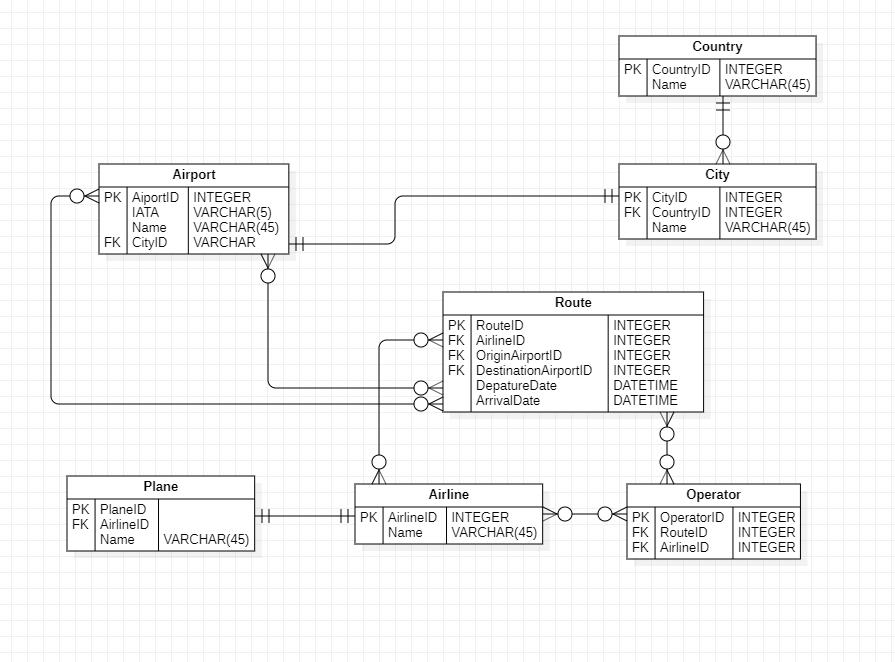 Country
PK CountryID INTEGER
Name VARCHAR(45)
Airport
PK AiportID INTEGER
IATA VARCHAR(5)
Name VARCHAR(45)
FK CityID VARCHAR
City
PK CityID INTEGER
FK CountryID INTEGER
Name VARCHAR(45)
Route
PK RouteID INTEGER
FK AirlineID INTEGER
FK OriginAirportID INTEGER
FK DestinationAirportID INTEGER
DepatureDate DATETIME
ArrivalDate DATETIME
Plane
PK PlaneID
FK AirlineID
Name VARCHAR(45)
Airline
PK AirlineID INTEGER
Name VARCHAR(45)
Operator
PK OperatorID INTEGER
FK RouteID INTEGER
FK AirlineID INTEGER